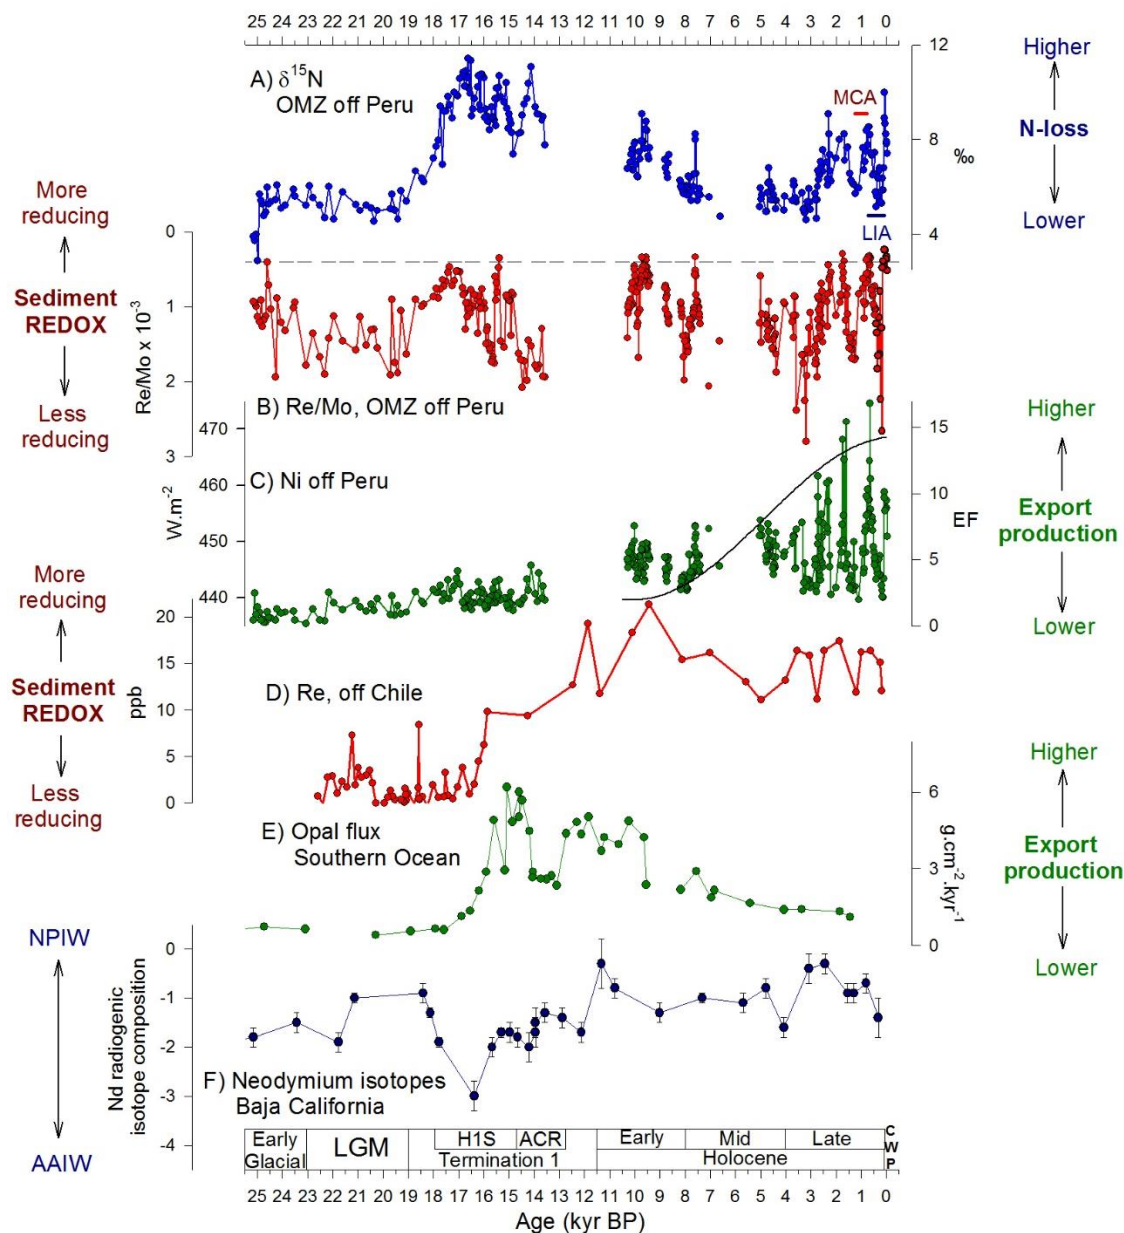 25 24 23 22 21 20 19 18 17 16 15 14 13 12 11 10 9 8 7 6 5 4 3 2 1 0
12
8
4
‰
A) δ¹⁵N
OMZ off Peru
MCA
LIA
Higher
N-loss
Lower
More
reducing
Sediment
REDOX
Less
reducing
0
1
2
3
Re/Mo x 10⁻³
B) Re/Mo, OMZ off Peru
470
460
450
440
W.m⁻²
C) Ni off Peru
15
10
5
0
EF
Higher
Export
production
Lower
More
reducing
Sediment
REDOX
Less
reducing
20
15
10
5
0
ppb
D) Re, off Chile
E) Opal flux
Southern Ocean
6
3
0
g.cm⁻².kyr⁻¹
Higher
Export
production
Lower
NPIW
AAIW
0
-1
-2
-3
-4
Nd radiogenic
isotope composition
F) Neodymium isotopes
Baja California
Early
Glacial
LGM
H1S
ACR
Termination 1
Early
Mid
Late
Holocene
C
W
P
25 24 23 22 21 20 19 18 17 16 15 14 13 12 11 10 9 8 7 6 5 4 3 2 1 0
Age (kyr BP)